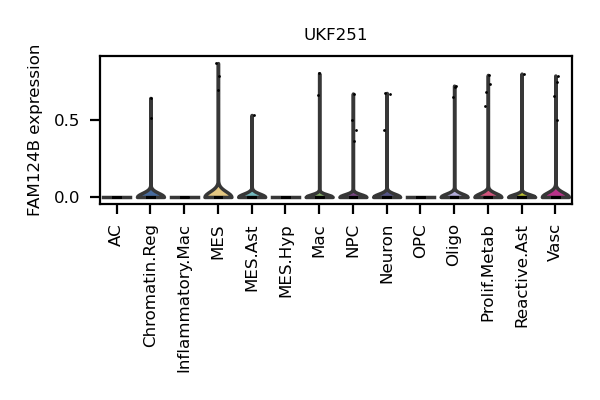 UKF251
FAM124B expression
0.5
0.0
AC
Chromatin.Reg
Inflammatory.Mac
MES
MES.Ast
MES.Hyp
Mac
NPC
Neuron
OPC
Oligo
Prolif.Metab
Reactive.Ast
Vasc